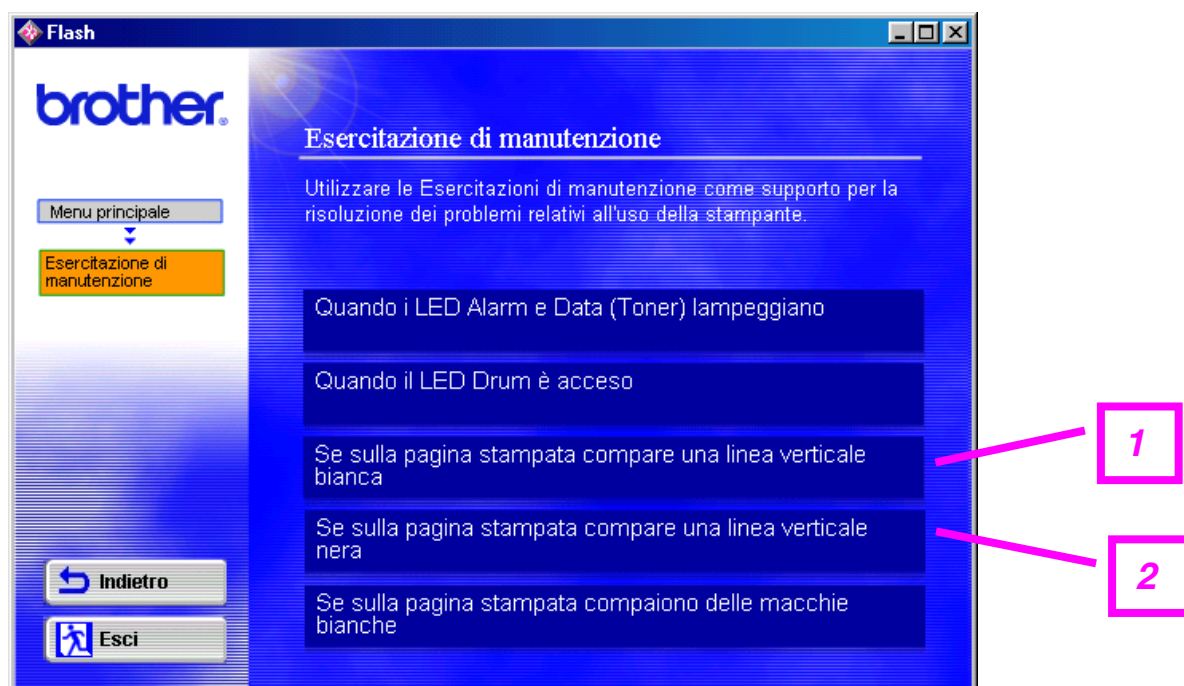 Flash
brother®
Esercitazione di manutenzione
Utilizzare le Esercitazioni di manutenzione come supporto per la
risoluzione dei problemi relativi all'uso della stampante.
Menu principale
Esercitazione di
manutenzione
Quando i LED Alarm e Data (Toner) lampeggiano
Quando il LED Drum è acceso
Se sulla pagina stampata compare una linea verticale
bianca
1
Se sulla pagina stampata compare una linea verticale
nera
2
Se sulla pagina stampata compaiono delle macchie
bianche
Indietro
Esci